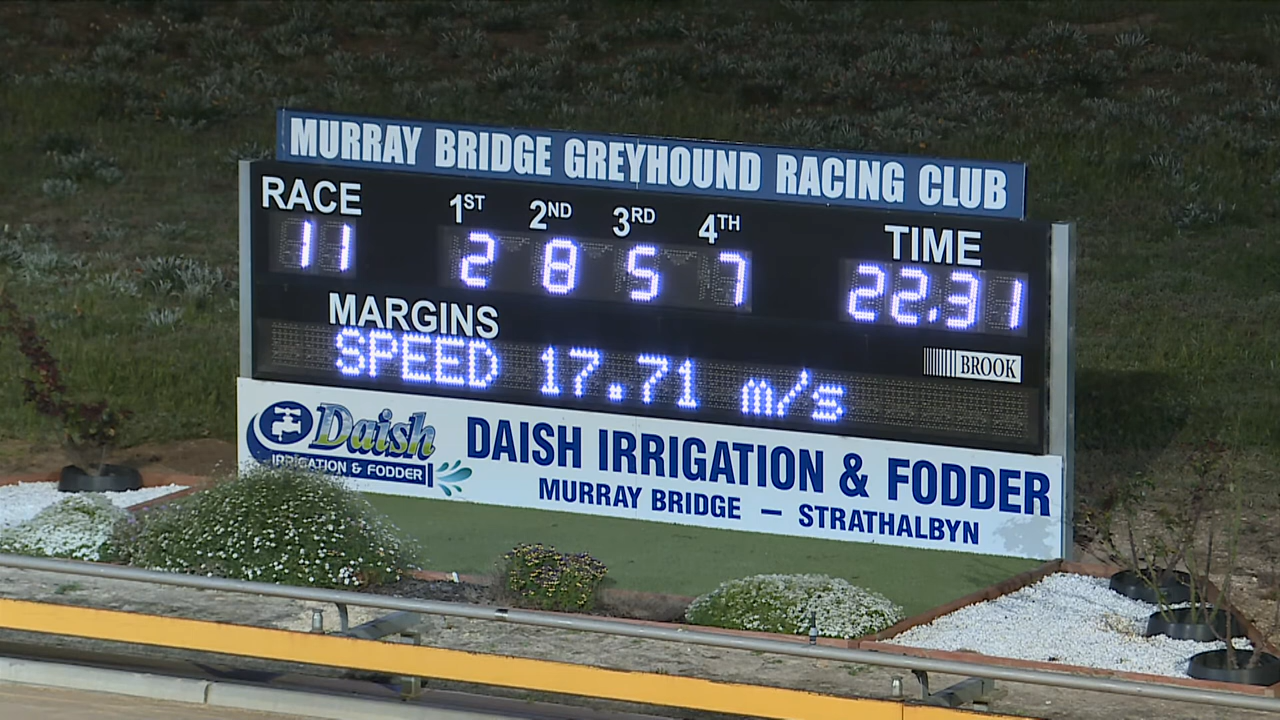 MURRAY BRIDGE GREYHOUND RACING CLUB
RACE 1ST 2ND 3RD 4TH TIME
11 2 8 5 7 22.31
MARGINS
SPEED 17.71 m/s
BROOK
Daish
IRRIGATION & FODDER
DAISH IRRIGATION & FODDER
MURRAY BRIDGE — STRATHALBYN